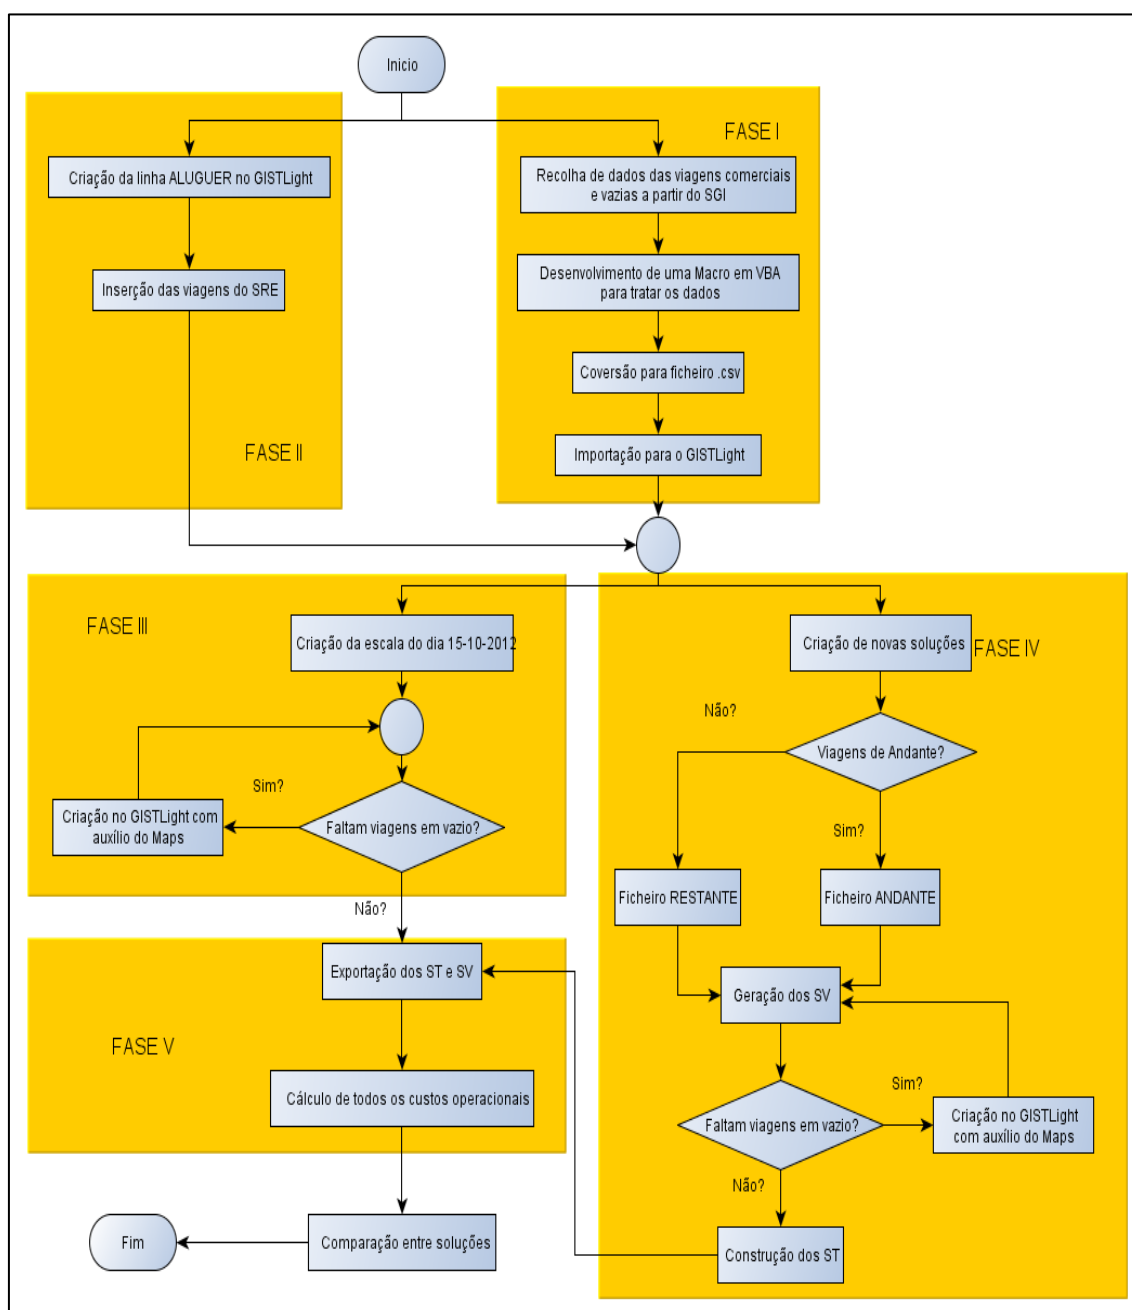 Inicio
FASE I
Criação da linha ALUGUER no GISTLight
Recolha de dados das viagens comerciais
e vazias a partir do SGI
Inserção das viagens do SRE
Desenvolvimento de uma Macro em VBA
para tratar os dados
Coversão para ficheiro .csv
FASE II
Importação para o GISTLight
FASE III
Criação da escala do dia 15-10-2012
Criação de novas soluções
FASE IV
Não?
Viagens de Andante?
Sim?
Criação no GISTLight com
auxílio do Maps
Faltam viagens em vazio?
Sim?
Ficheiro RESTANTE
Ficheiro ANDANTE
Não?
Exportação dos ST e SV
Geração dos SV
FASE V
Cálculo de todos os custos operacionais
Sim?
Faltam viagens em vazio?
Criação no GISTLight
com auxílio do Maps
Não?
Fim
Comparação entre soluções
Construção dos ST